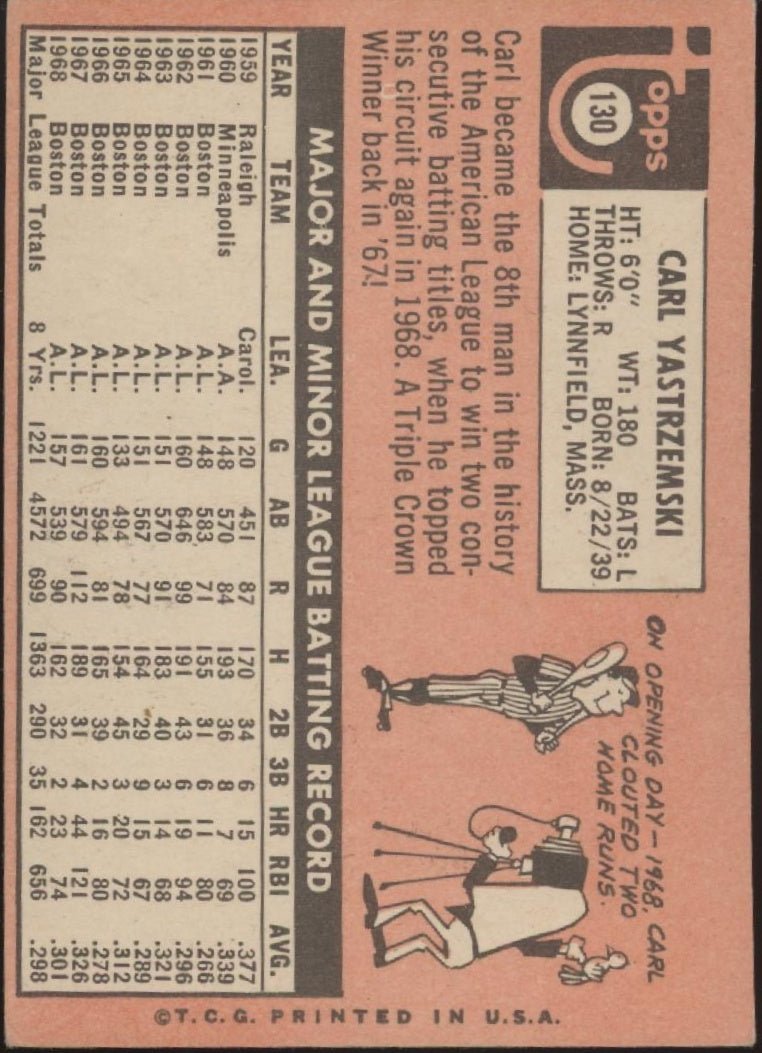 Topps
130
CARL YASTRZEMSKI
HT: 6'0" WT: 180 BATS: L
THROWS: R BORN: 8/22/39
HOME: LYNNFIELD, MASS.
Carl became the 8th man in the history
of the American League to win two con-
secutive batting titles, when he topped
his circuit again in 1968. A Triple Crown
Winner back in '67!
ON OPENING DAY—1968, CARL
CLOUTED TWO
HOME RUNS.
MAJOR AND MINOR LEAGUE BATTING RECORD
YEAR TEAM LEA. G AB R H 2B 3B HR RBI AVG.
1959 Raleigh Carol. 120 451 87 170 34 6 15 100 .377
1960 Minneapolis A.A. 148 570 84 193 36 8 7 69 .339
1961 Boston A.L. 148 583 71 155 31 6 11 80 .266
1962 Boston A.L. 160 646 99 191 43 6 19 94 .296
1963 Boston A.L. 151 570 91 183 40 3 14 68 .321
1964 Boston A.L. 151 567 77 164 29 9 15 67 .289
1965 Boston A.L. 133 494 78 154 45 3 20 72 .312
1966 Boston A.L. 160 594 81 165 39 2 16 80 .278
1967 Boston A.L. 161 579 112 189 31 4 44 121 .326
1968 Boston A.L. 157 539 90 162 32 2 23 74 .301
Major League Totals 8 Yrs. 1221 4572 699 1363 290 35 162 656 .298
©T.C.G. PRINTED IN U.S.A.